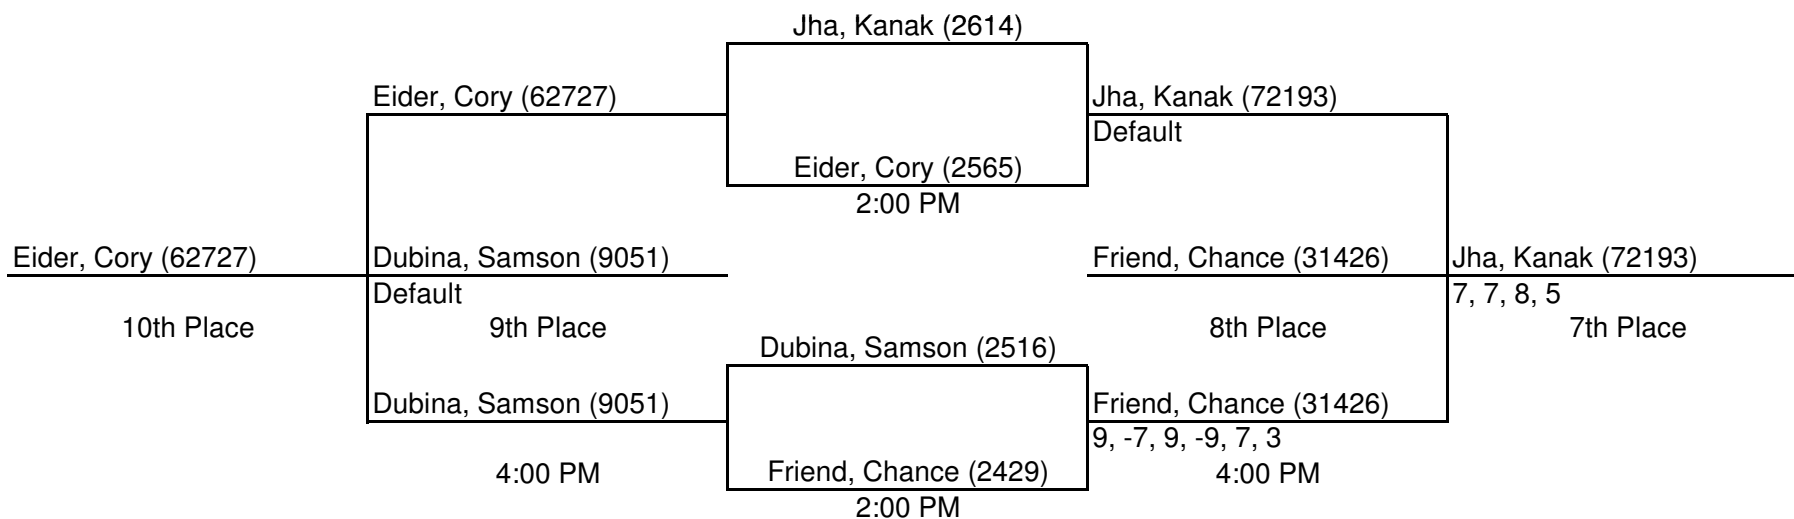 Jha, Kanak (2614)
Eider, Cory (62727)
Jha, Kanak (72193)
Default
Eider, Cory (2565)
2:00 PM
Eider, Cory (62727)
Dubina, Samson (9051)
Friend, Chance (31426)
Jha, Kanak (72193)
Default
7, 7, 8, 5
10th Place
9th Place
8th Place
7th Place
Dubina, Samson (2516)
Dubina, Samson (9051)
Friend, Chance (31426)
9, -7, 9, -9, 7, 3
4:00 PM
Friend, Chance (2429)
4:00 PM
2:00 PM